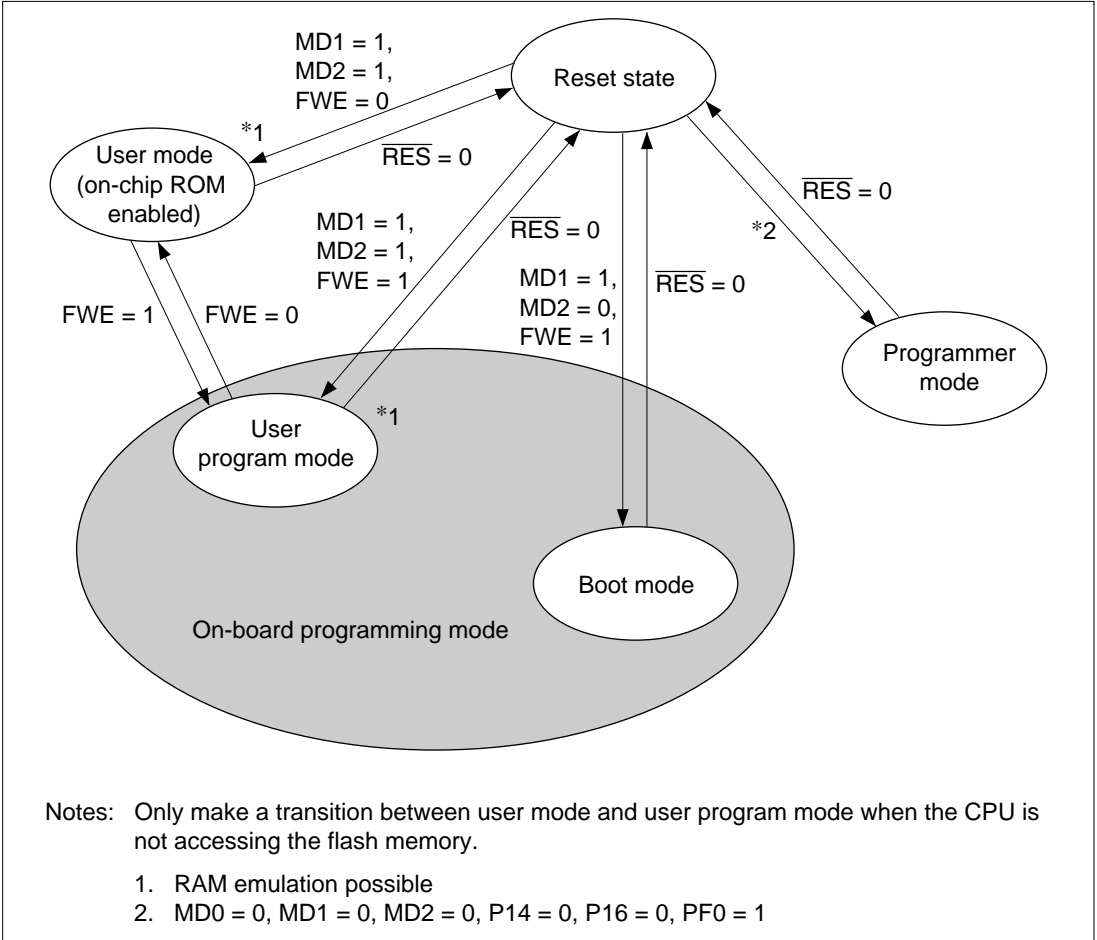 MD1 = 1,
MD2 = 1,
FWE = 0
Reset state
*1
User mode
(on-chip ROM
enabled)
R̅E̅S̅ = 0
R̅E̅S̅ = 0
*2
MD1 = 1,
MD2 = 1,
FWE = 1
R̅E̅S̅ = 0
MD1 = 1,
MD2 = 0,
FWE = 1
R̅E̅S̅ = 0
FWE = 1
FWE = 0
Programmer
mode
User
program mode
*1
Boot mode
On-board programming mode
Notes: Only make a transition between user mode and user program mode when the CPU is
not accessing the flash memory.
1. RAM emulation possible
2. MD0 = 0, MD1 = 0, MD2 = 0, P14 = 0, P16 = 0, PF0 = 1